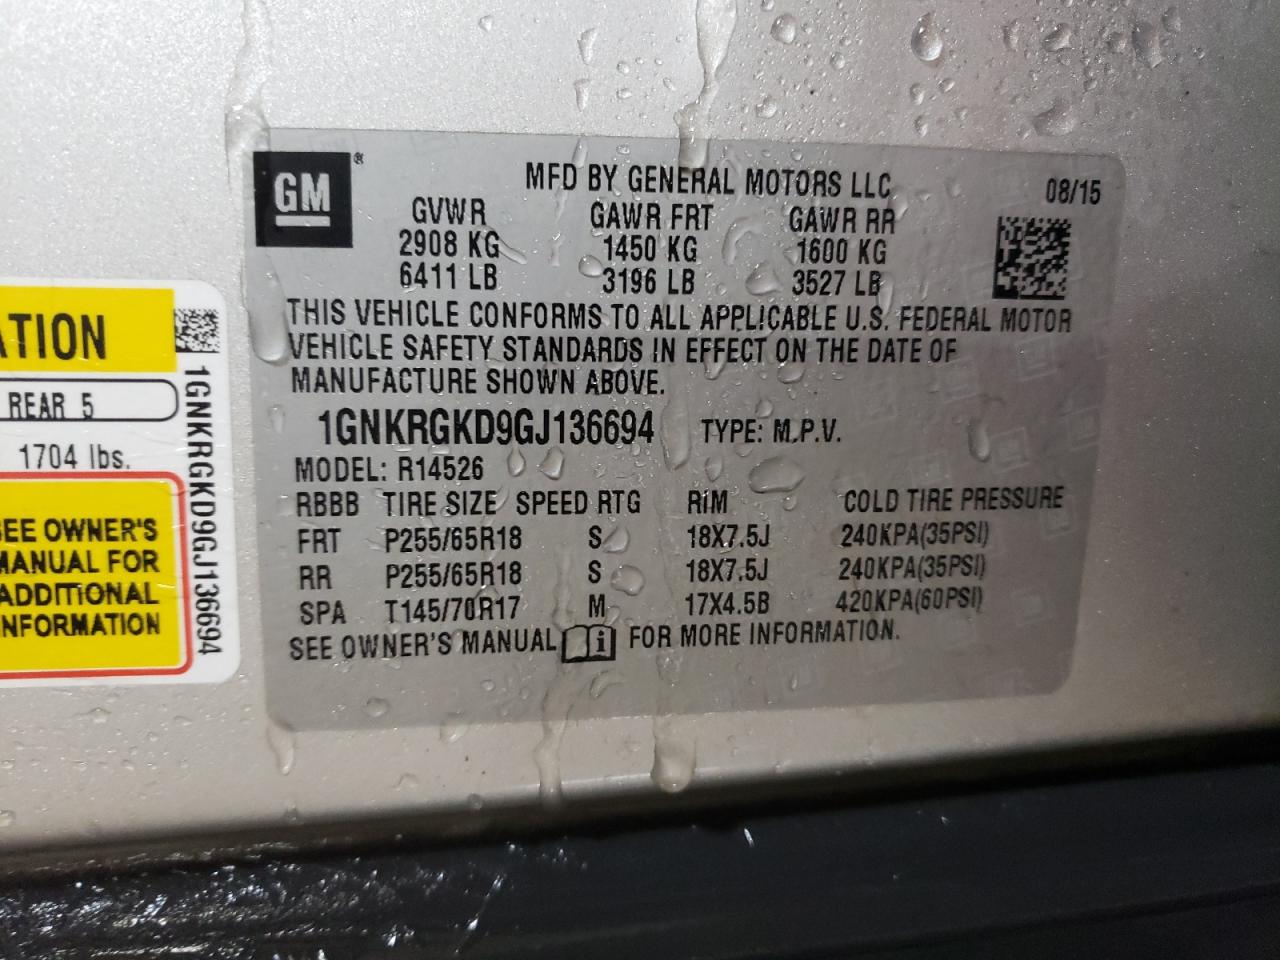 GM ®
MFD BY GENERAL MOTORS LLC 08/15
GVWR GAWR FRT GAWR RR
2908 KG 1450 KG 1600 KG
6411 LB 3196 LB 3527 LB
THIS VEHICLE CONFORMS TO ALL APPLICABLE U.S. FEDERAL MOTOR
VEHICLE SAFETY STANDARDS IN EFFECT ON THE DATE OF
MANUFACTURE SHOWN ABOVE.
1GNKRGKD9GJ136694 TYPE: M.P.V.
MODEL: R14526
RBBB TIRE SIZE SPEED RTG RIM COLD TIRE PRESSURE
FRT P255/65R18 S 18X7.5J 240KPA(35PSI)
RR P255/65R18 S 18X7.5J 240KPA(35PSI)
SPA T145/70R17 M 17X4.5B 420KPA(60PSI)
SEE OWNER'S MANUAL i FOR MORE INFORMATION.
ATION
REAR 5
1704 lbs.
SEE OWNER'S
MANUAL FOR
ADDITIONAL
INFORMATION
1GNKRGKD9GJ136694